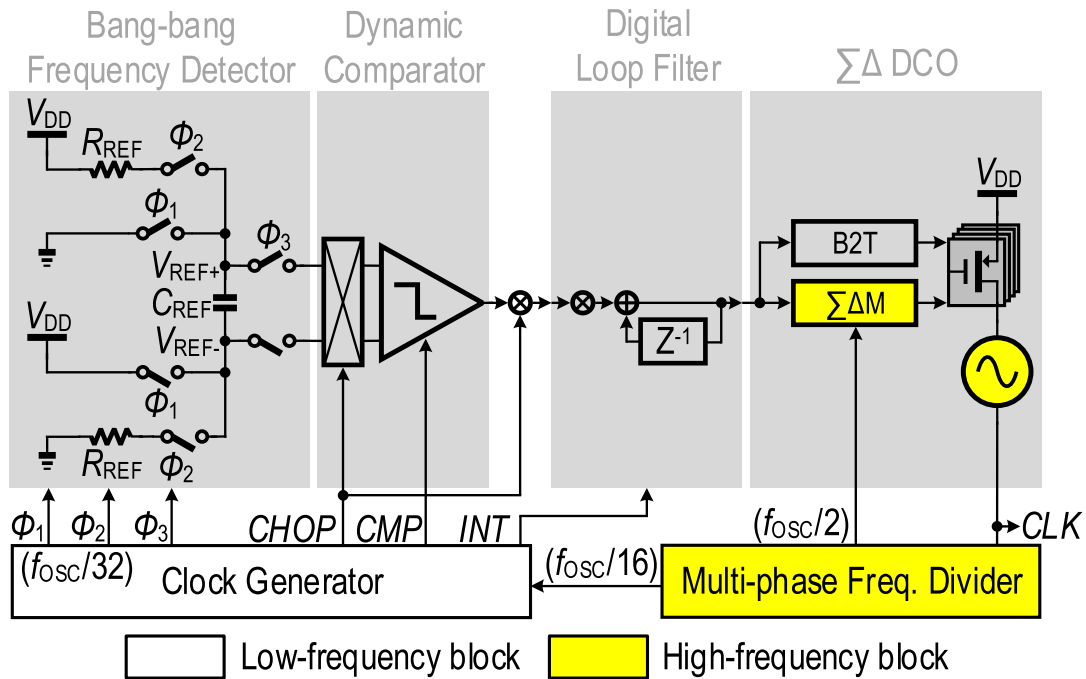 Bang-bang
Frequency Detector
Dynamic
Comparator
Digital
Loop Filter
∑Δ DCO
VDD
RREF
Φ2
Φ1
Φ3
VREF+
CREF
VDD
VREF-
Φ1
RREF
Φ2
B2T
∑ΔM
Z-1
VDD
Φ1
Φ2
Φ3
CHOP
CMP
INT
(fOSC/2)
CLK
(fOSC/32)
Clock Generator
(fOSC/16)
Multi-phase Freq. Divider
Low-frequency block
High-frequency block